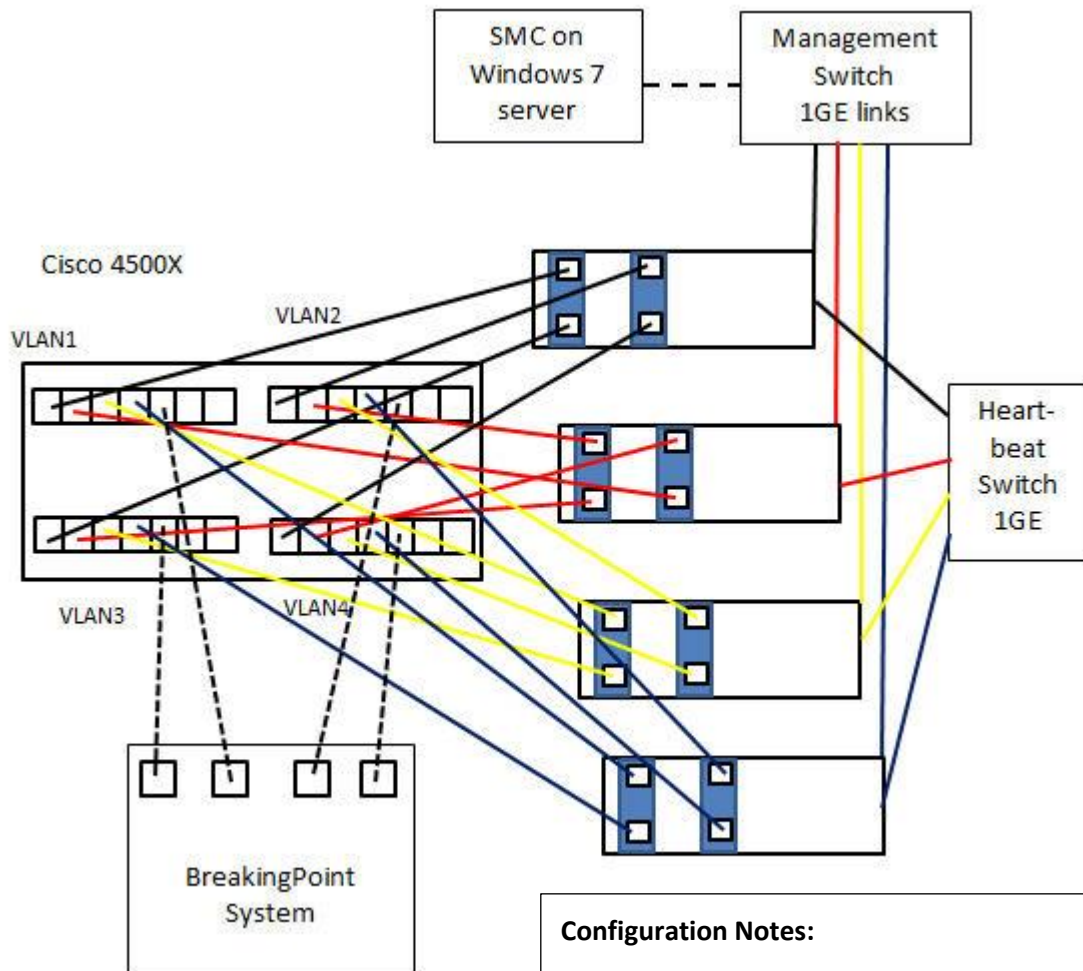 SMC on
Windows 7
server
Management
Switch
1GE links
Cisco 4500X
VLAN1
VLAN2
Heart-
beat
Switch
1GE
VLAN3
VLAN4
BreakingPoint
System
Configuration Notes: